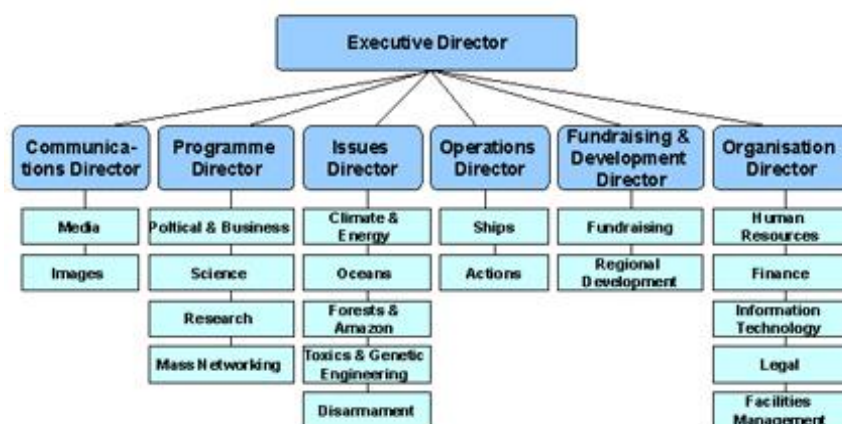 Executive Director
Communica-
tions Director
Programme
Director
Issues
Director
Operations
Director
Fundraising &
Development
Director
Organisation
Director
Media
Images
Poltical & Business
Science
Research
Mass Networking
Climate &
Energy
Oceans
Forests &
Amazon
Toxics & Genetic
Engineering
Disarmament
Ships
Actions
Fundraising
Regional
Development
Human
Resources
Finance
Information
Technology
Legal
Facilities
Management